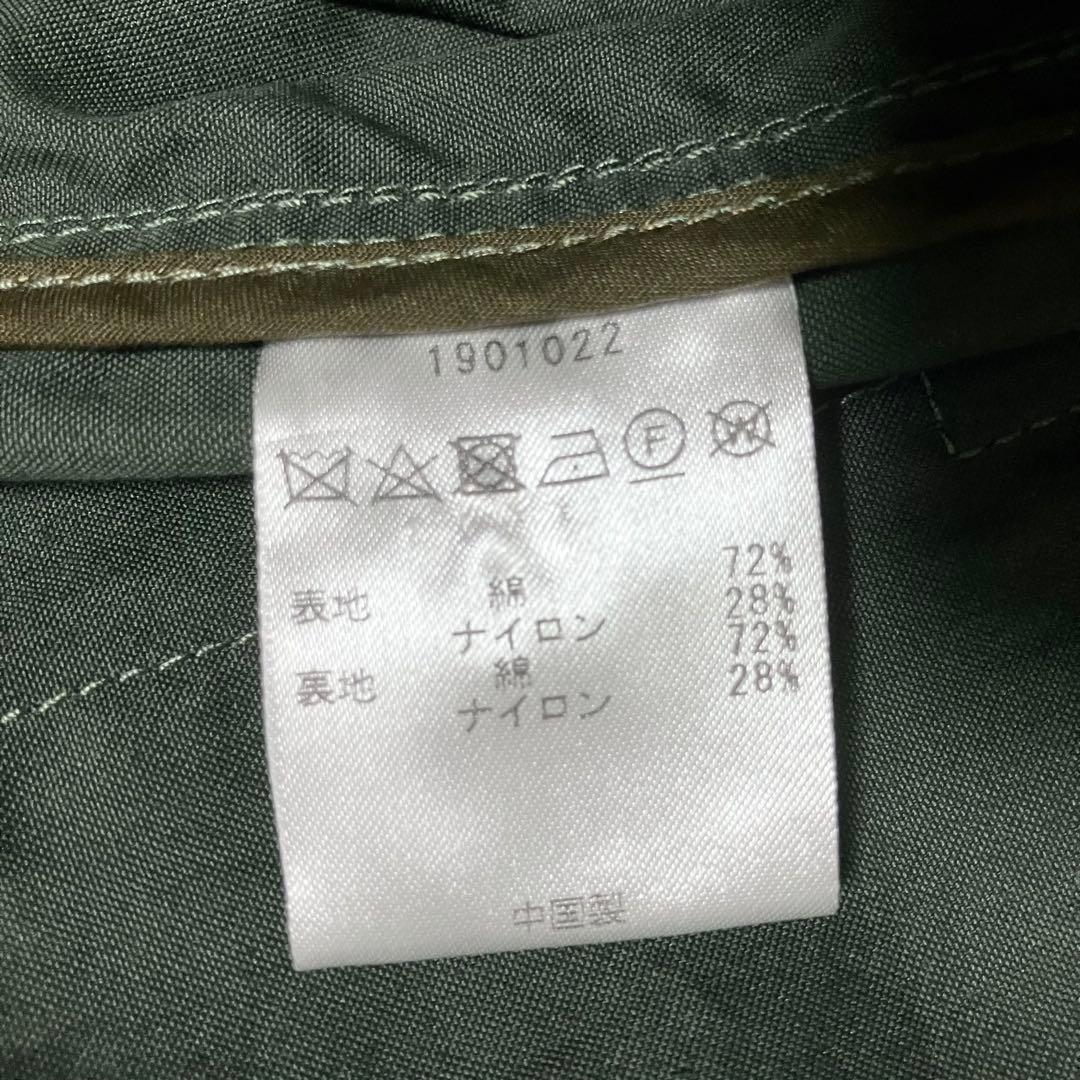 1901022
F
W
表地 綿 72%
ナイロン 28%
裏地 綿 72%
ナイロン 28%
中国製